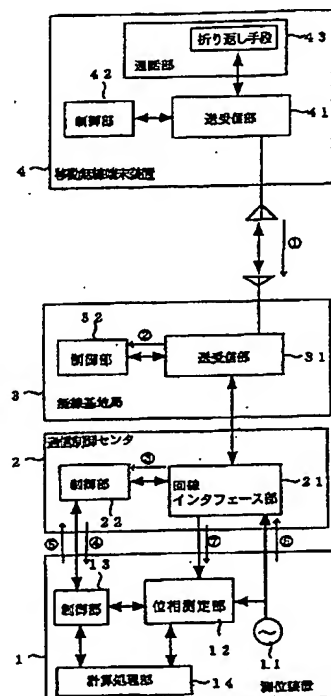 折り返し手段
43
通話部
42
制御部
送受信部
41
4
移動無線端末装置
①
32
②
制御部
送受信部
31
3
無線基地局
通信制御センタ
2
③
制御部
回線
インタフェース部
21
22
⑤
④
⑦
⑥
13
制御部
位相測定部
12
11
1
計算処理部
14
測位装置